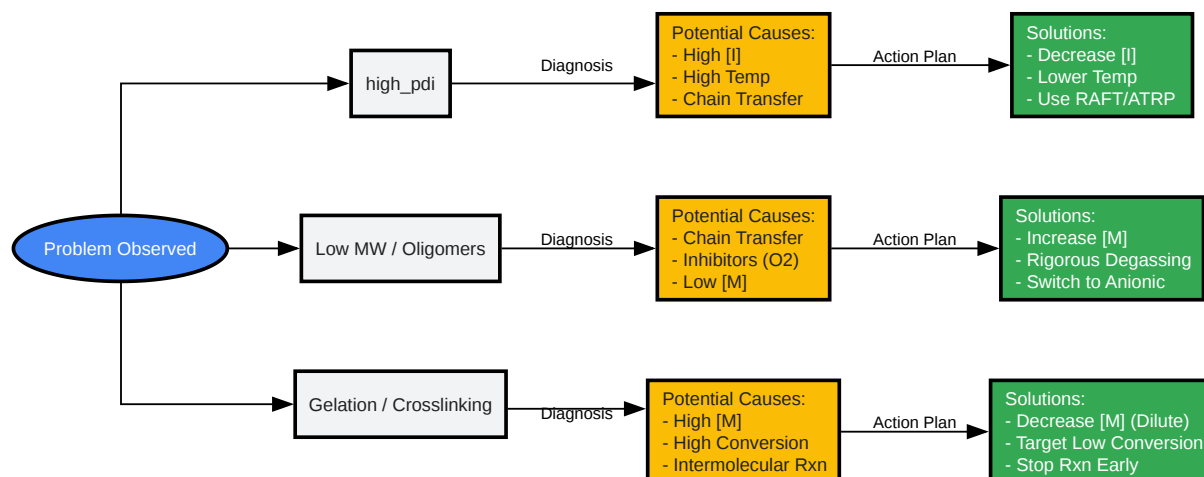 Problem Observed
high_pdi
Diagnosis
Potential Causes:
- High [I]
- High Temp
- Chain Transfer
Action Plan
Solutions:
- Decrease [I]
- Lower Temp
- Use RAFT/ATRP
Low MW / Oligomers
Diagnosis
Potential Causes:
- Chain Transfer
- Inhibitors (O2)
- Low [M]
Action Plan
Solutions:
- Increase [M]
- Rigorous Degassing
- Switch to Anionic
Gelation / Crosslinking
Diagnosis
Potential Causes:
- High [M]
- High Conversion
- Intermolecular Rxn
Action Plan
Solutions:
- Decrease [M] (Dilute)
- Target Low Conversion
- Stop Rxn Early